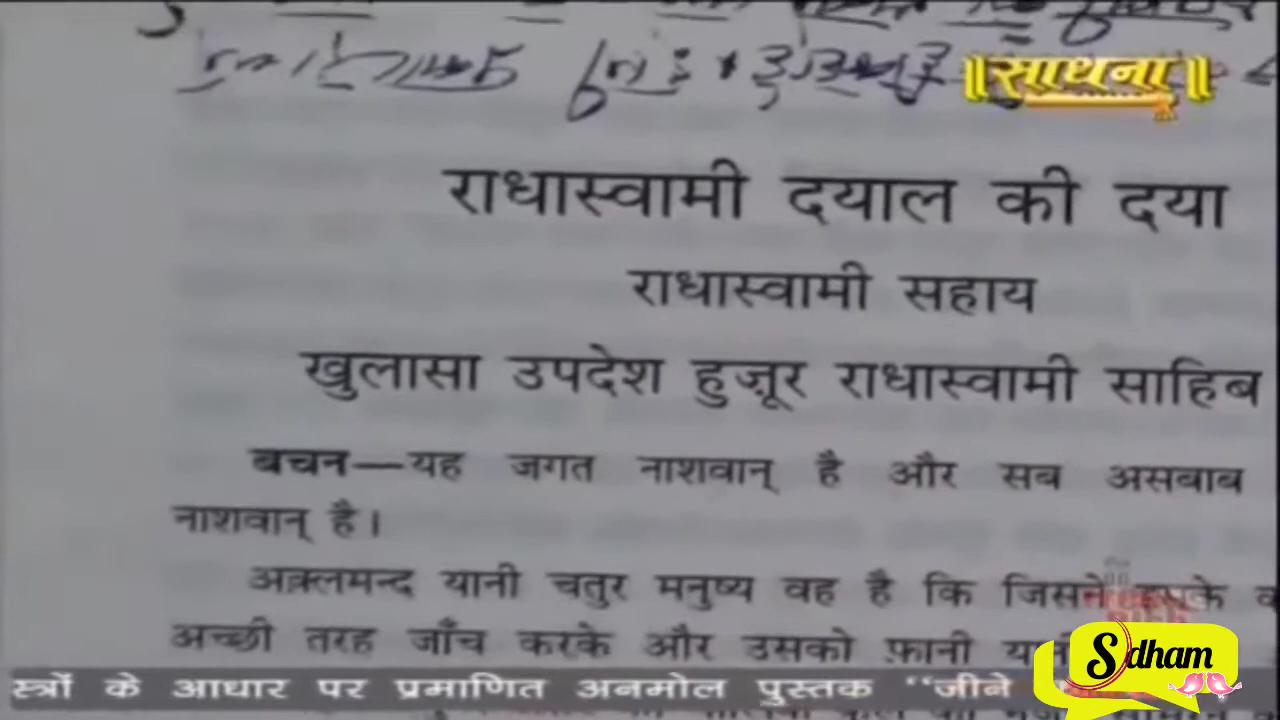 ॥साधना॥
राधास्वामी दयाल की दया
राधास्वामी सहाय
खुलासा उपदेश हुज़ूर राधास्वामी साहिब
बचन—यह जगत नाशवान् है और सब असबाब
नाशवान् है।
अक़्लमन्द यानी चतुर मनुष्य वह है कि जिसने इसके
अच्छी तरह जाँच करके और उसको फ़ानी
स्त्रों के आधार पर प्रमाणित अनमोल पुस्तक “जीने
Sdham